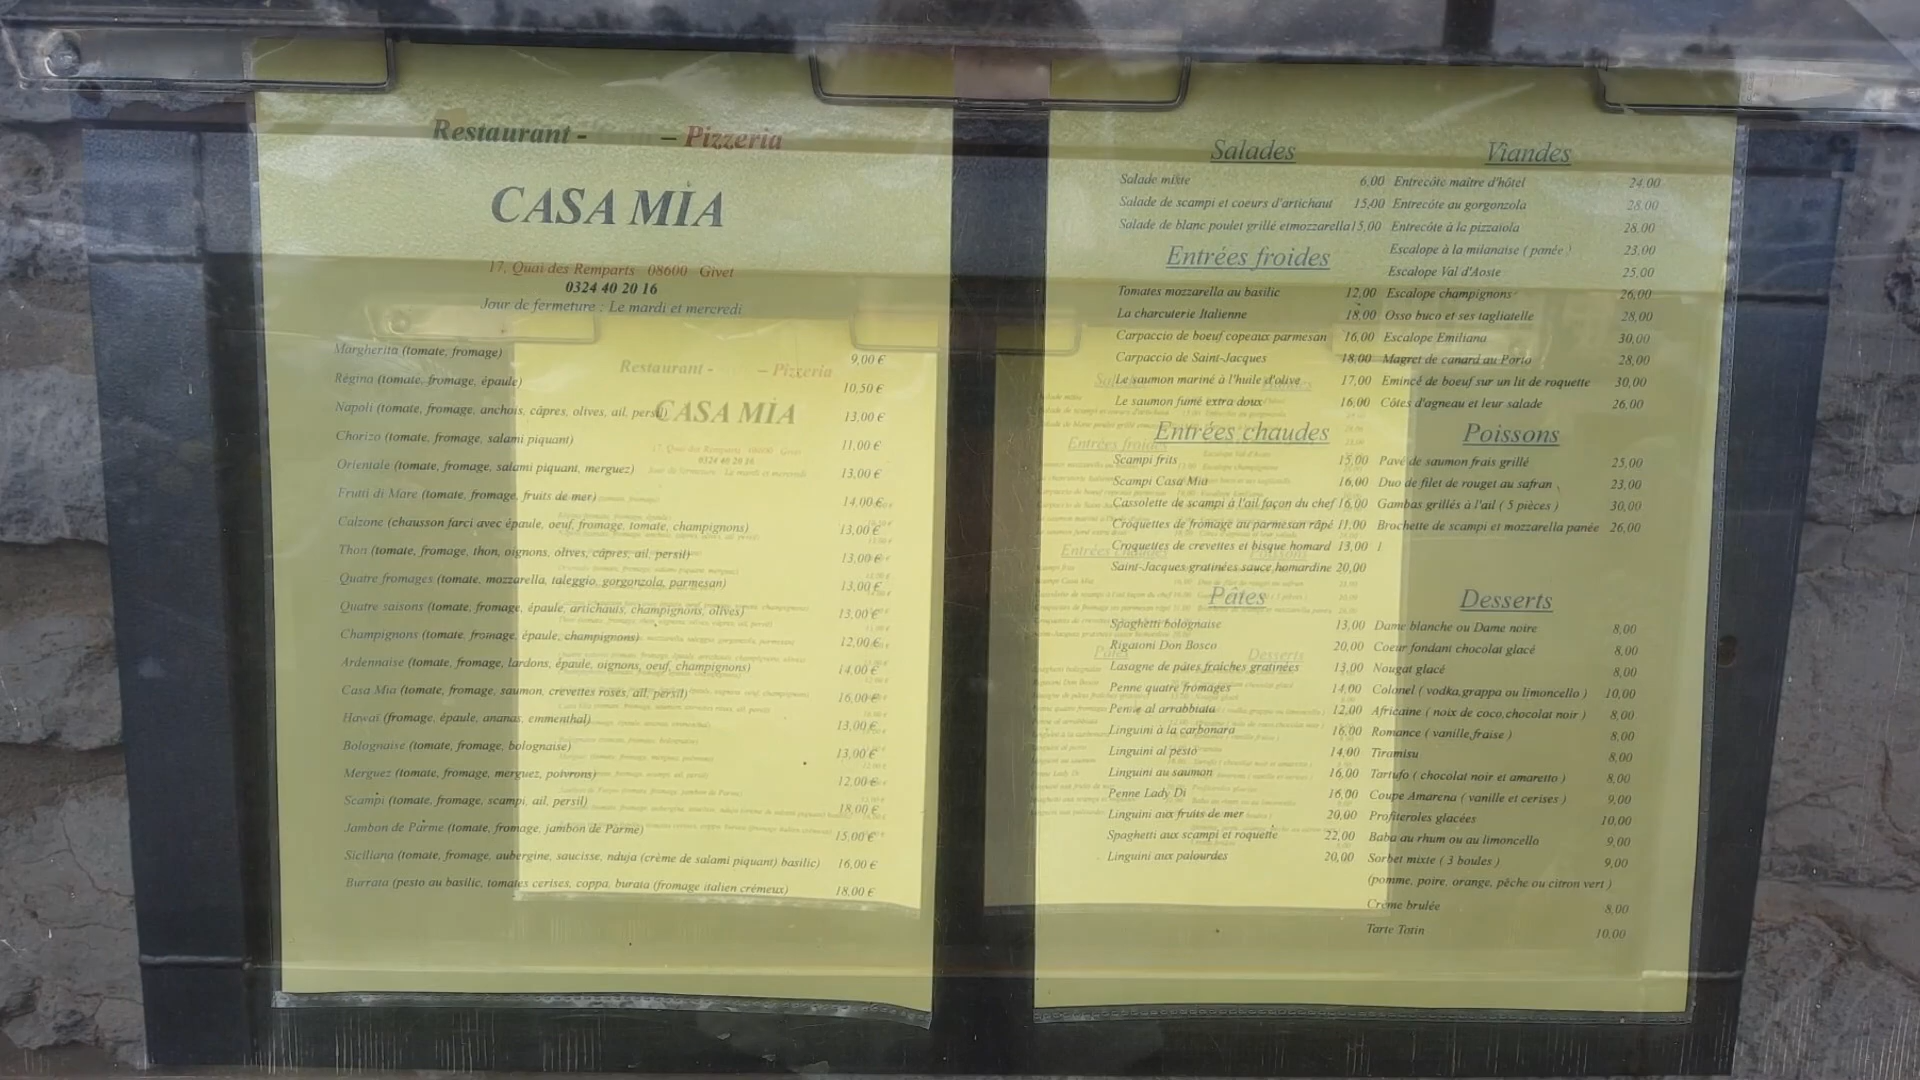 Restaurant - – Pizzeria
CASA MIA
17, Quai des Remparts 08600 Givet
0324 40 20 16
Jour de fermeture : Le mardi et mercredi
Margherita (tomate, fromage) 9,00 €
Régina (tomate, fromage, épaule) 10,50 €
Napoli (tomate, fromage, anchois, câpres, olives, ail, persil) 13,00 €
Chorizo (tomate, fromage, salami piquant) 11,00 €
Orientale (tomate, fromage, salami piquant, merguez) 13,00 €
Frutti di Mare (tomate, fromage, fruits de mer) 14,00 €
Calzone (chausson farci avec épaule, oeuf, fromage, tomate, champignons) 13,00 €
Thon (tomate, fromage, thon, oignons, olives, câpres, ail, persil) 13,00 €
Quatre fromages (tomate, mozzarella, taleggio, gorgonzola, parmesan) 13,00 €
Quatre saisons (tomate, fromage, épaule, artichauts, champignons, olives) 13,00 €
Champignons (tomate, fromage, épaule, champignons) 12,00 €
Ardennaise (tomate, fromage, lardons, épaule, oignons, oeuf, champignons) 14,00 €
Casa Mia (tomate, fromage, saumon, crevettes roses, ail, persil) 16,00 €
Hawaï (fromage, épaule, ananas, emmenthal) 13,00 €
Bolognaise (tomate, fromage, bolognaise) 13,00 €
Merguez (tomate, fromage, merguez, poivrons) 12,00 €
Scampi (tomate, fromage, scampi, ail, persil) 18,00 €
Jambon de Parme (tomate, fromage, jambon de Parme) 15,00 €
Siciliana (tomate, fromage, aubergine, saucisse, nduja (crème de salami piquant) basilic) 16,00 €
Burrata (pesto au basilic, tomates cerises, coppa, burata (fromage italien crémeux) 18,00 €
Salades
Salade mixte 6,00
Salade de scampi et coeurs d'artichaut 15,00
Salade de blanc poulet grillé etmozzarella 15,00
Entrées froides
Tomates mozzarella au basilic 12,00
La charcuterie Italienne 18,00
Carpaccio de boeuf copeaux parmesan 16,00
Carpaccio de Saint-Jacques 18,00
Le saumon mariné à l'huile d'olive 17,00
Le saumon fumé extra doux 16,00
Entrées chaudes
Scampi frits 15,00
Scampi Casa Mia 16,00
Cassolette de scampi à l'ail façon du chef 16,00
Croquettes de fromage au parmesan râpé 11.00
Croquettes de crevettes et bisque homard 13,00 1
Saint-Jacques gratinées sauce homardine 20,00
Pâtes
Spaghetti bolognaise 13,00
Rigatoni Don Bosco 20,00
Lasagne de pâtes fraîches gratinées 13,00
Penne quatre fromages 14,00
Penne al arrabbiata 12,00
Linguini à la carbonara 16,00
Linguini al pesto 14,00
Linguini au saumon 16,00
Penne Lady Di 16,00
Linguini aux fruits de mer 20,00
Spaghetti aux scampi et roquette 22,00
Linguini aux palourdes 20,00
Viandes
Entrecôte maître d'hôtel 24,00
Entrecôte au gorgonzola 28,00
Entrecôte à la pizzaiola 28,00
Escalope à la milanaise ( panée ) 23,00
Escalope Val d'Aoste 25,00
Escalope champignons 26,00
Osso buco et ses tagliatelle 28,00
Escalope Emiliana 30,00
Magret de canard au Porto 28,00
Emincé de boeuf sur un lit de roquette 30,00
Côtes d'agneau et leur salade 26,00
Poissons
Pavé de saumon frais grillé 25,00
Duo de filet de rouget au safran 23,00
Gambas grillés à l'ail ( 5 pièces ) 30,00
Brochette de scampi et mozzarella panée 26,00
Desserts
Dame blanche ou Dame noire 8,00
Coeur fondant chocolat glacé 8,00
Nougat glacé 8,00
Colonel ( vodka,grappa ou limoncello ) 10,00
Africaine ( noix de coco,chocolat noir ) 8,00
Romance ( vanille,fraise ) 8,00
Tiramisu 8,00
Tartufo ( chocolat noir et amaretto ) 8,00
Coupe Amarena ( vanille et cerises ) 9,00
Profiteroles glacées 10,00
Baba au rhum ou au limoncello 9,00
Sorbet mixte ( 3 boules ) 9,00
(pomme, poire, orange, pêche ou citron vert )
Crème brulée 8,00
Tarte Tatin 10,00